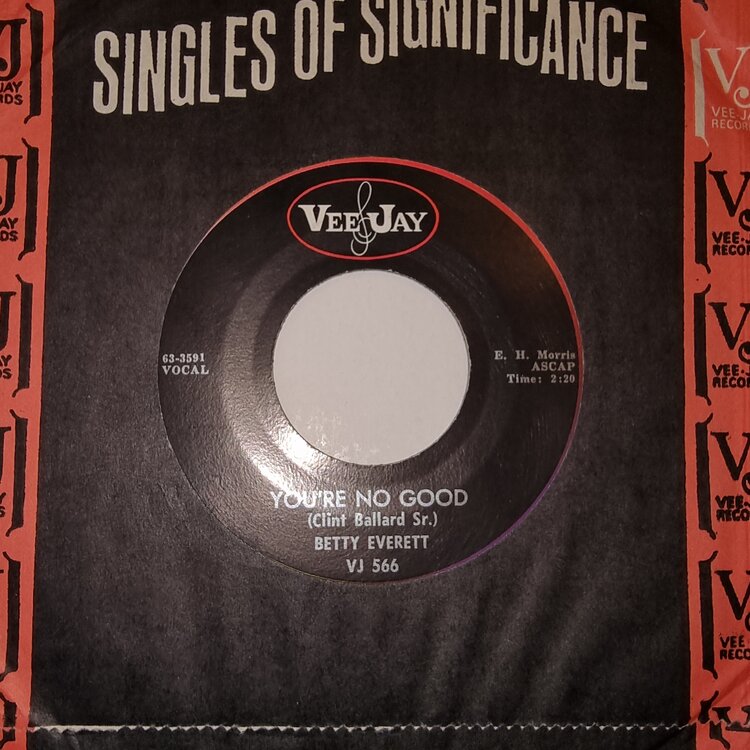 SINGLES OF SIGNIFICANCE
VEE JAY
63-3591
VOCAL
E. H. Morris
ASCAP
Time: 2:20
YOU'RE NO GOOD
(Clint Ballard Sr.)
BETTY EVERETT
VJ 566
VJ
VEE-JAY
RECORDS